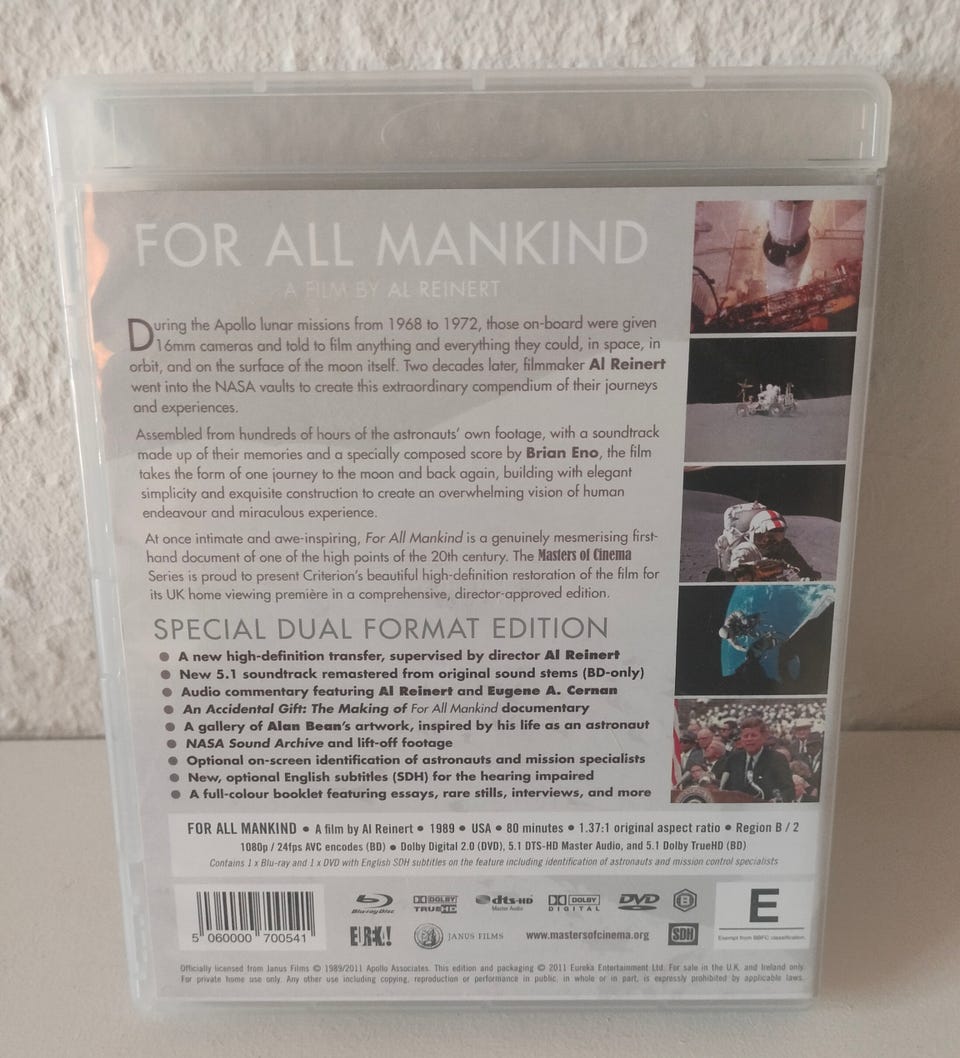 FOR ALL MANKIND
A FILM BY AL REINERT
During the Apollo lunar missions from 1968 to 1972, those on-board were given
16mm cameras and told to film anything and everything they could, in space, in
orbit, and on the surface of the moon itself. Two decades later, filmmaker Al Reinert
went into the NASA vaults to create this extraordinary compendium of their journeys
and experiences.
Assembled from hundreds of hours of the astronauts' own footage, with a soundtrack
made up of their memories and a specially composed score by Brian Eno, the film
takes the form of one journey to the moon and back again, building with elegant
simplicity and exquisite construction to create an overwhelming vision of human
endeavour and miraculous experience.
At once intimate and awe-inspiring, For All Mankind is a genuinely mesmerising first-
hand document of one of the high points of the 20th century. The Masters of Cinema
Series is proud to present Criterion's beautiful high-definition restoration of the film for
its UK home viewing première in a comprehensive, director-approved edition.
SPECIAL DUAL FORMAT EDITION
● A new high-definition transfer, supervised by director Al Reinert
● New 5.1 soundtrack remastered from original sound stems (BD-only)
● Audio commentary featuring Al Reinert and Eugene A. Cernan
● An Accidental Gift: The Making of For All Mankind documentary
● A gallery of Alan Bean's artwork, inspired by his life as an astronaut
● NASA Sound Archive and lift-off footage
● Optional on-screen identification of astronauts and mission specialists
● New, optional English subtitles (SDH) for the hearing impaired
● A full-colour booklet featuring essays, rare stills, interviews, and more
FOR ALL MANKIND ● A film by Al Reinert ● 1989 ● USA ● 80 minutes ● 1.37:1 original aspect ratio ● Region B / 2
1080p / 24fps AVC encodes (BD) ● Dolby Digital 2.0 (DVD), 5.1 DTS-HD Master Audio, and 5.1 Dolby TrueHD (BD)
Contains 1 x Blu-ray and 1 x DVD with English SDH subtitles on the feature including identification of astronauts and mission control specialists
Blu-ray Disc DOLBY TRUEHD dts-HD Master Audio DOLBY DIGITAL DVD VIDEO B E
5 060000 700541 EUREKA! JANUS FILMS www.mastersofcinema.org SDH Exempt from BBFC classification.
Officially licensed from Janus Films © 1989/2011 Apollo Associates. This edition and packaging © 2011 Eureka Entertainment Ltd. For sale in the U.K. and Ireland only.
For private home use only. Any other use including copying, reproduction or performance in public, in whole or in part, is expressly prohibited by applicable laws.